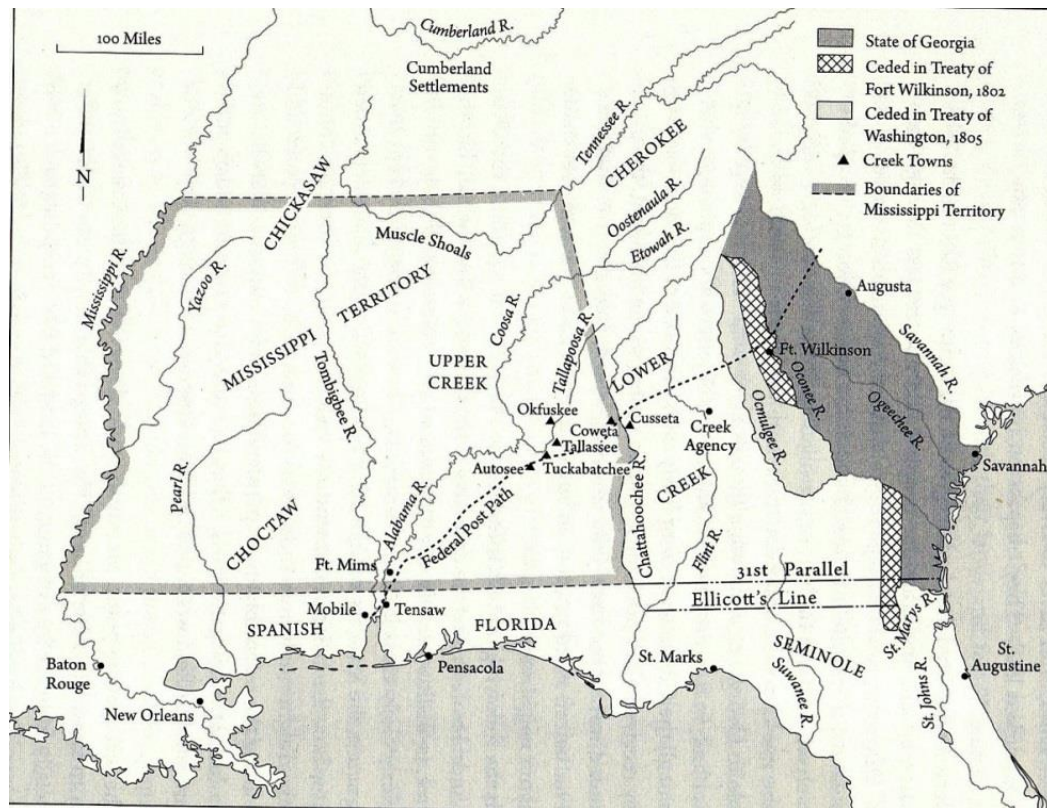 100 Miles
N
Cumberland R.
Cumberland
Settlements
State of Georgia
Ceded in Treaty of
Fort Wilkinson, 1802
Ceded in Treaty of
Washington, 1805
Creek Towns
Boundaries of
Mississippi Territory
Tennessee R.
CHEROKEE
Oostenaula R.
Etowah R.
CHICKASAW
Muscle Shoals
Mississippi R.
Yazoo R.
MISSISSIPPI TERRITORY
Tombigbee R.
Coosa R.
Tallapoosa R.
UPPER
CREEK
LOWER
CREEK
Augusta
Savannah R.
Ft. Wilkinson
Oconee R.
Ogeechee R.
Ocmulgee R.
Savannah
Okfuskee
Coweta
Cusseta
Tallassee
Autosee
Tuckabatchee
Creek
Agency
Pearl R.
CHOCTAW
Alabama R.
Federal Post Path
Chattahoochee R.
Flint R.
Ft. Mims
31st Parallel
Ellicott's Line
Mobile
Tensaw
SPANISH
FLORIDA
St. Marys R.
SEMINOLE
Baton
Rouge
New Orleans
Pensacola
St. Marks
Suwanee R.
St. Johns R.
St.
Augustine